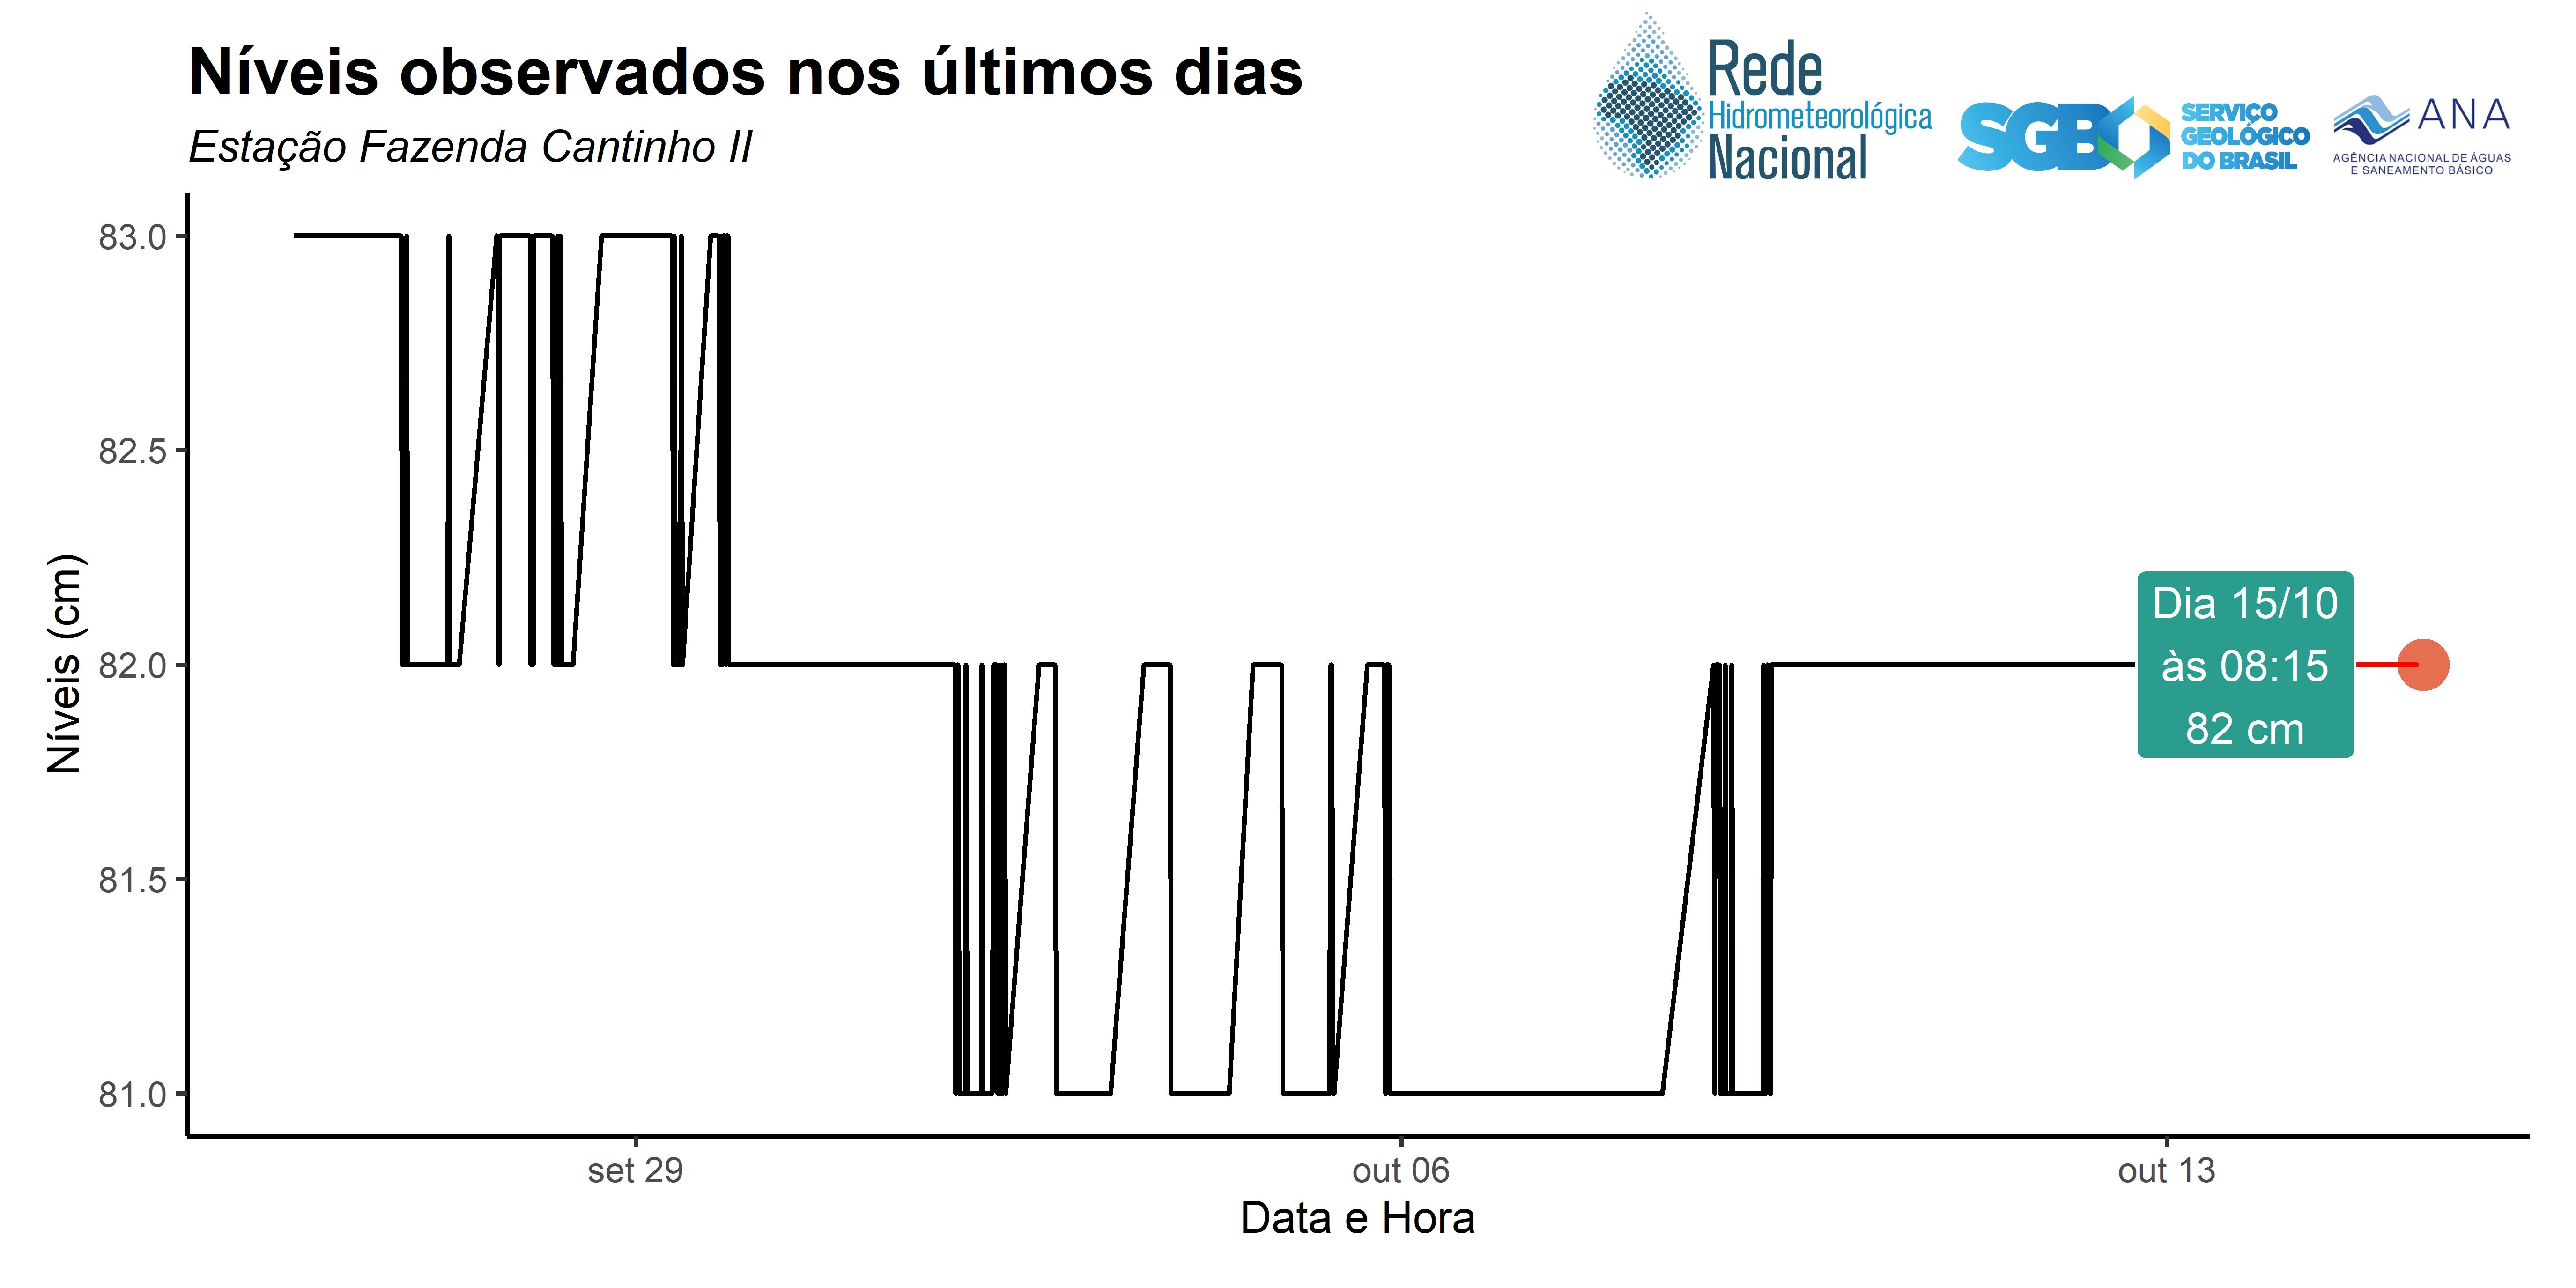 Níveis observados nos últimos dias
Estação Fazenda Cantinho II
Rede
Hidrometeorológica
Nacional
SGB
SERVIÇO
GEOLÓGICO
DO BRASIL
ANA
AGÊNCIA NACIONAL DE ÁGUAS
E SANEAMENTO BÁSICO
Níveis (cm)
83.0
82.5
82.0
81.5
81.0
Dia 15/10
às 08:15
82 cm
set 29
out 06
out 13
Data e Hora